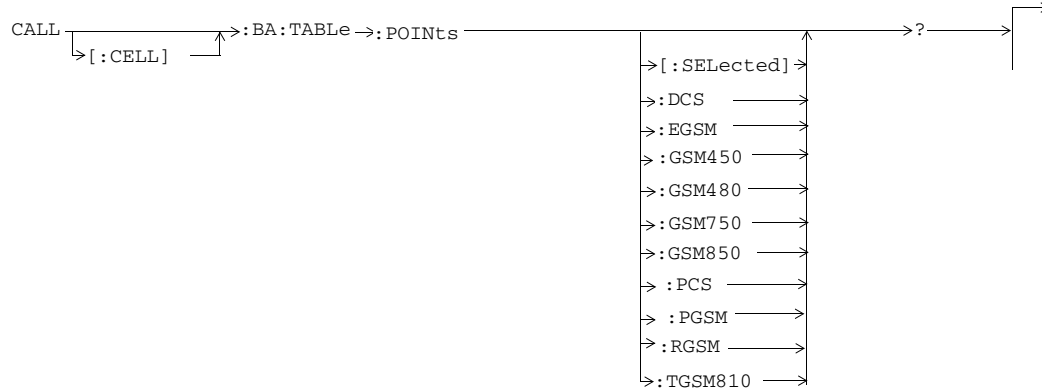 CALL :BA:TABLe :POINts ?
[:CELL]
[:SELected]
:DCS
:EGSM
:GSM450
:GSM480
:GSM750
:GSM850
:PCS
:PGSM
:RGSM
:TGSM810